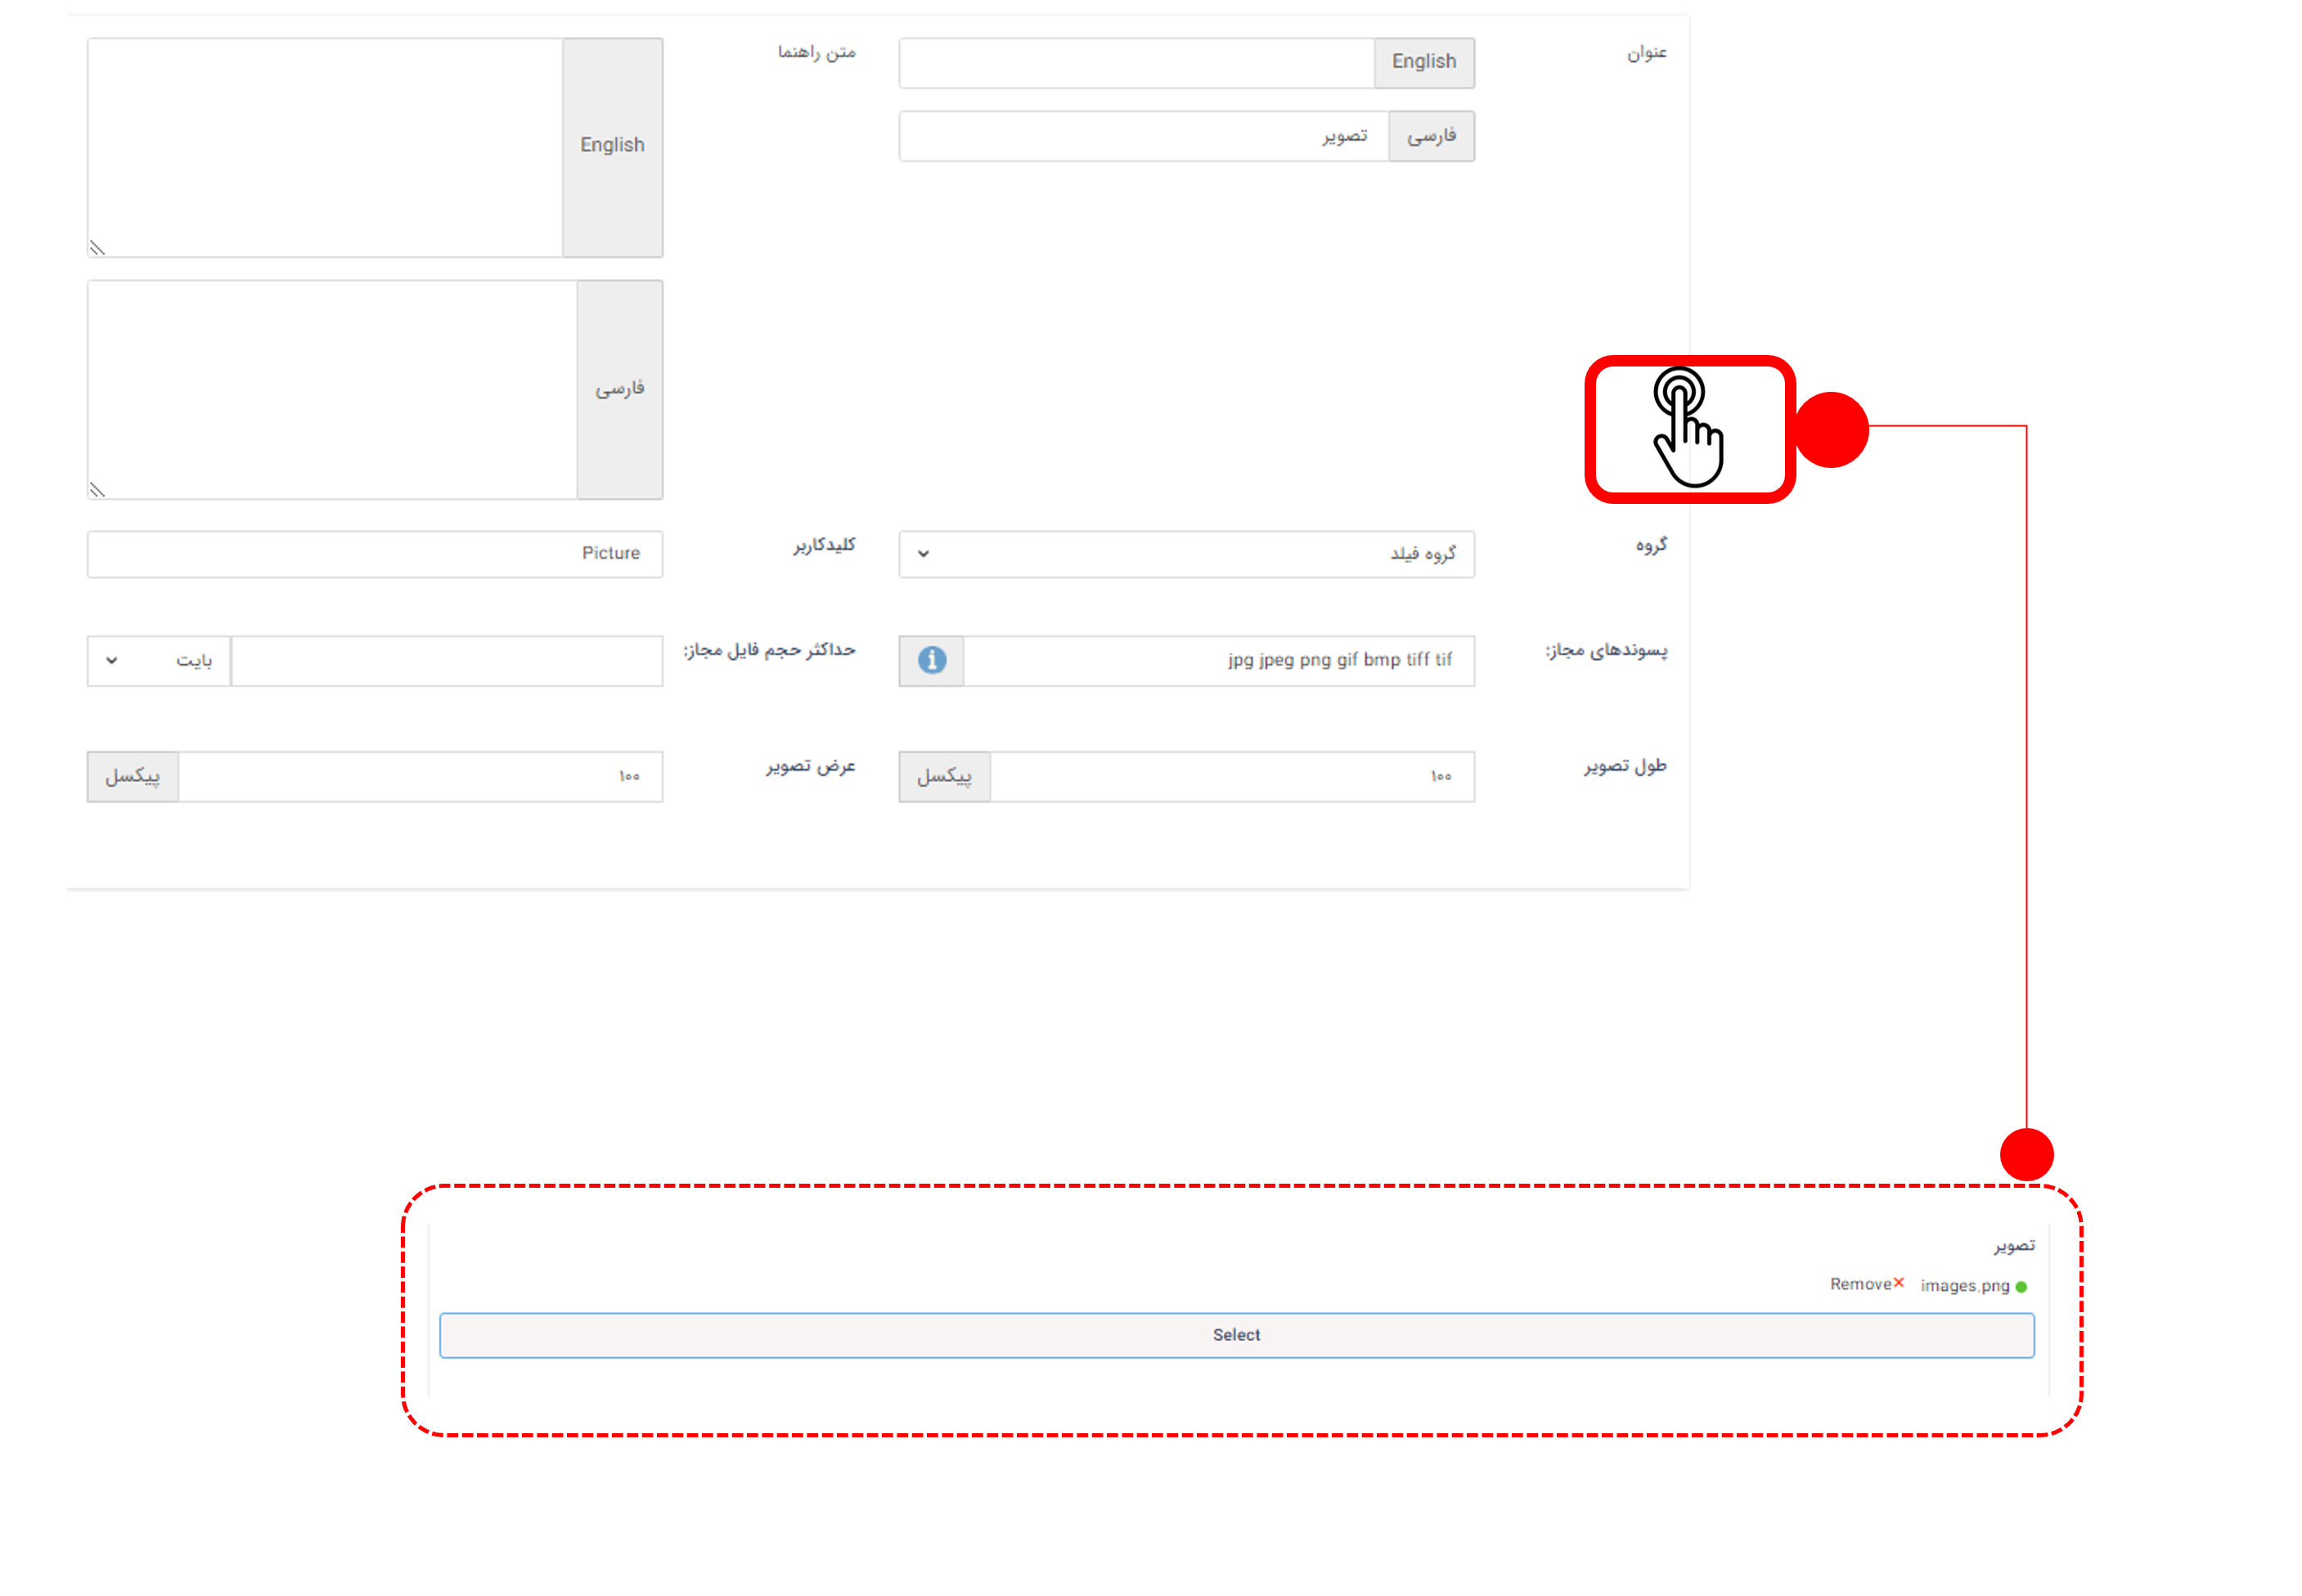 عنوان
English
متن راهنما
English
فارسی
تصویر
فارسی
گروه
گروه فیلد
کلیدکاربر
Picture
پسوندهای مجاز:
jpg jpeg png gif bmp tiff tif
حداکثر حجم فایل مجاز:
بایت
طول تصویر
۱۰۰
پیکسل
عرض تصویر
۱۰۰
پیکسل
تصویر
images.png ×Remove
Select